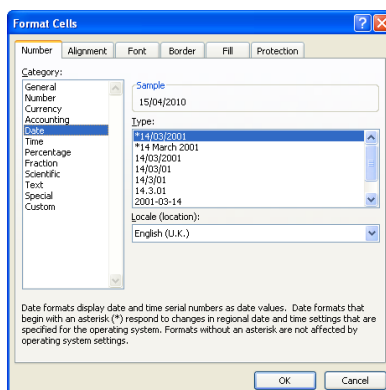 Format Cells
Number Alignment Font Border Fill Protection
Category:
General
Number
Currency
Accounting
Date
Time
Percentage
Fraction
Scientific
Text
Special
Custom
Sample
15/04/2010
Type:
*14/03/2001
*14 March 2001
14/03/2001
14/03/01
14/3/01
14.3.01
2001-03-14
Locale (location):
English (U.K.)
Date formats display date and time serial numbers as date values. Date formats that
begin with an asterisk (*) respond to changes in regional date and time settings that are
specified for the operating system. Formats without an asterisk are not affected by
operating system settings.
OK Cancel